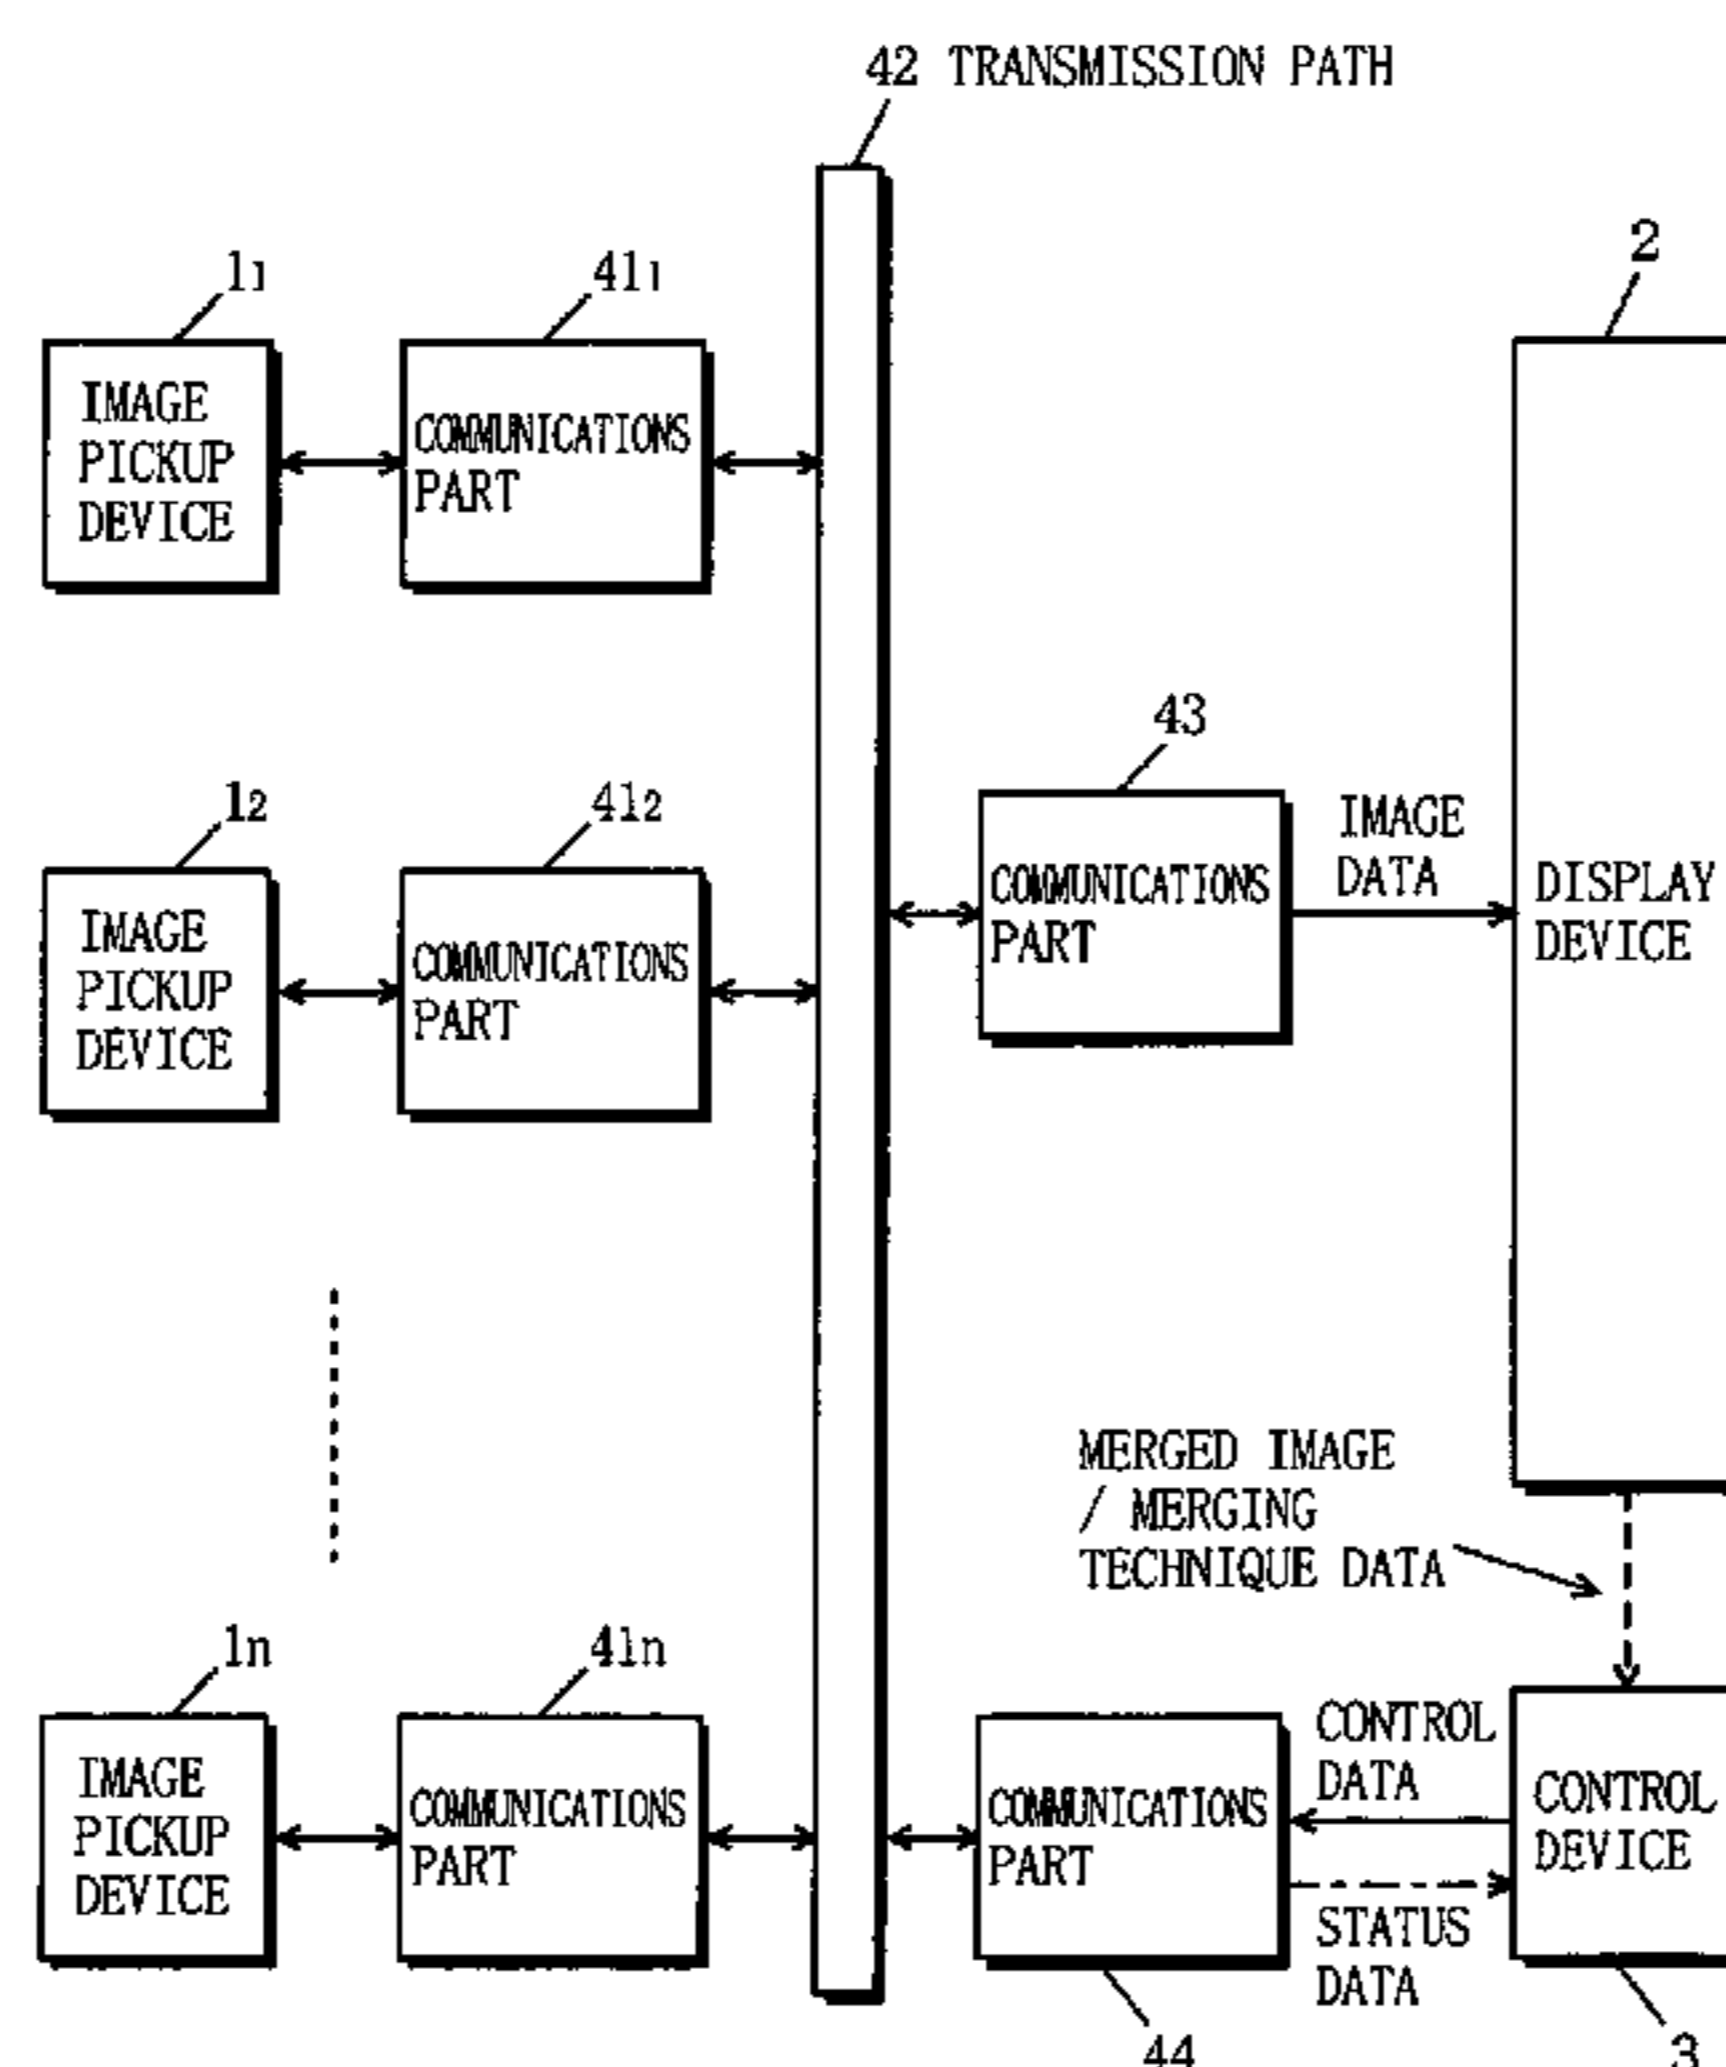 42 TRANSMISSION PATH
1₁
41₁
2
IMAGE
PICKUP
DEVICE
COMMUNICATIONS
PART
43
1₂
41₂
IMAGE
DATA
IMAGE
PICKUP
DEVICE
COMMUNICATIONS
PART
COMMUNICATIONS
PART
DISPLAY
DEVICE
MERGED IMAGE
/ MERGING
TECHNIQUE DATA
1n
41n
IMAGE
PICKUP
DEVICE
COMMUNICATIONS
PART
COMMUNICATIONS
PART
CONTROL
DATA
CONTROL
DEVICE
STATUS
DATA
44
3